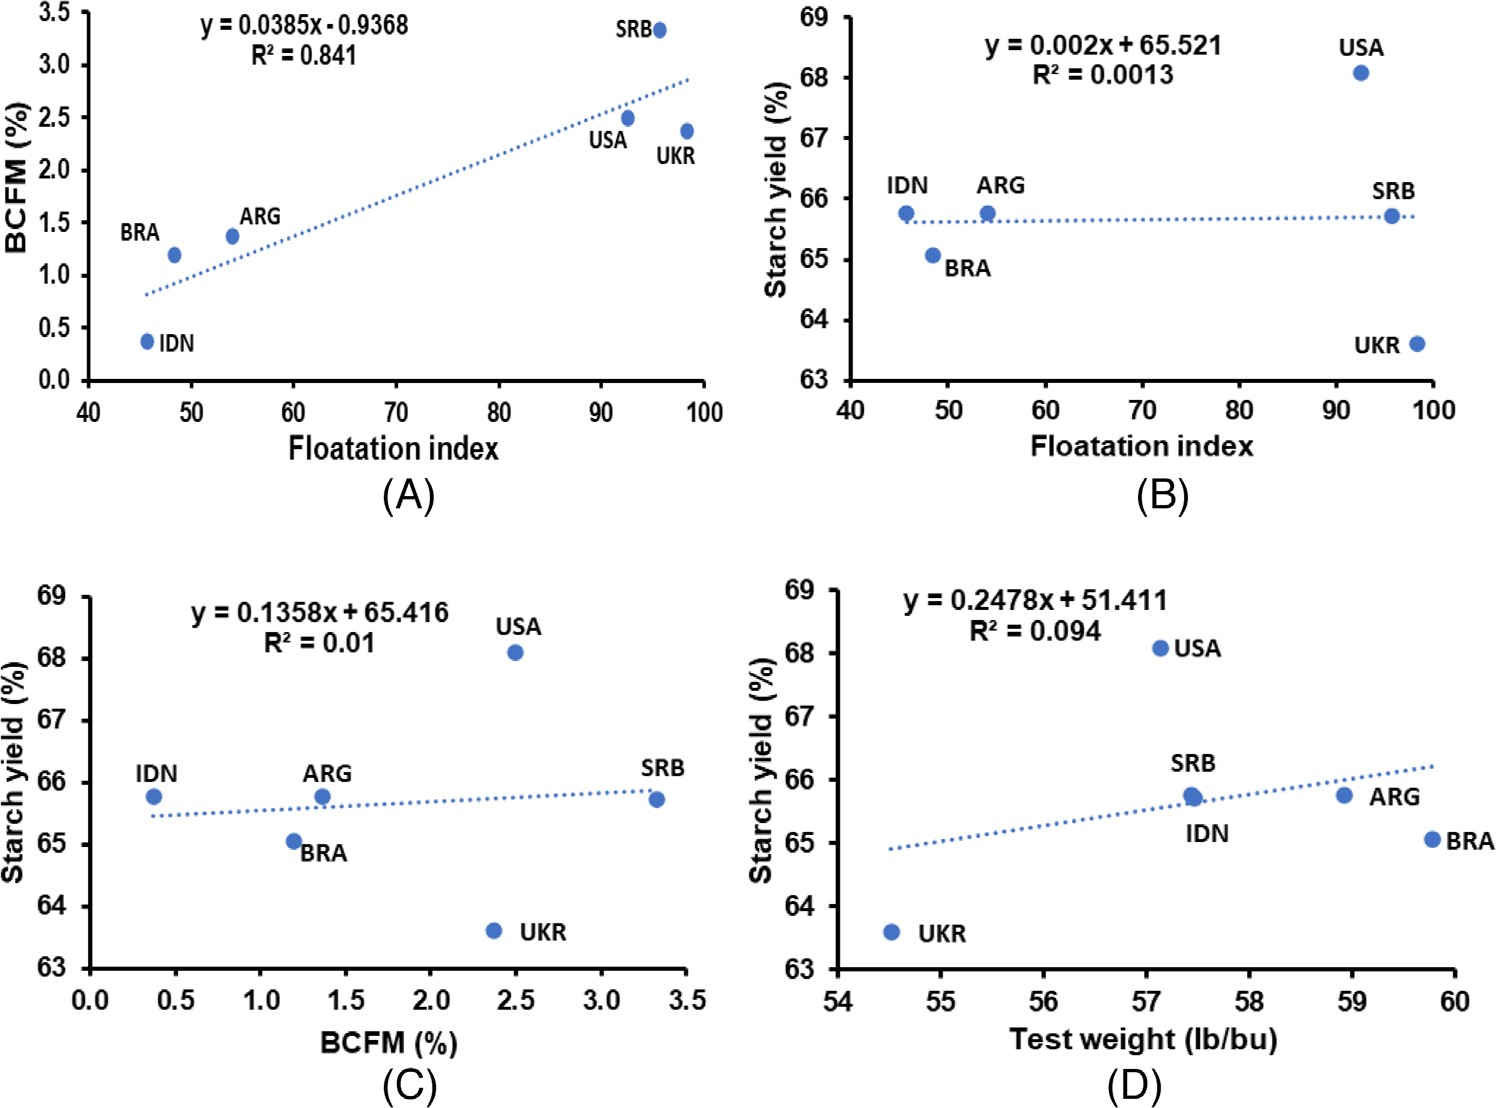 y = 0.0385x - 0.9368
R² = 0.841
BCFM (%)
3.5
3.0
2.5
2.0
1.5
1.0
0.5
0.0
SRB
USA
UKR
BRA
ARG
IDN
40 50 60 70 80 90 100
Floatation index
(A)
y = 0.002x + 65.521
R² = 0.0013
Starch yield (%)
69
68
67
66
65
64
63
USA
IDN
ARG
SRB
BRA
UKR
40 50 60 70 80 90 100
Floatation index
(B)
y = 0.1358x + 65.416
R² = 0.01
Starch yield (%)
69
68
67
66
65
64
63
USA
IDN
ARG
SRB
BRA
UKR
0.0 0.5 1.0 1.5 2.0 2.5 3.0 3.5
BCFM (%)
(C)
y = 0.2478x + 51.411
R² = 0.094
Starch yield (%)
69
68
67
66
65
64
63
USA
SRB
ARG
IDN
BRA
UKR
54 55 56 57 58 59 60
Test weight (lb/bu)
(D)